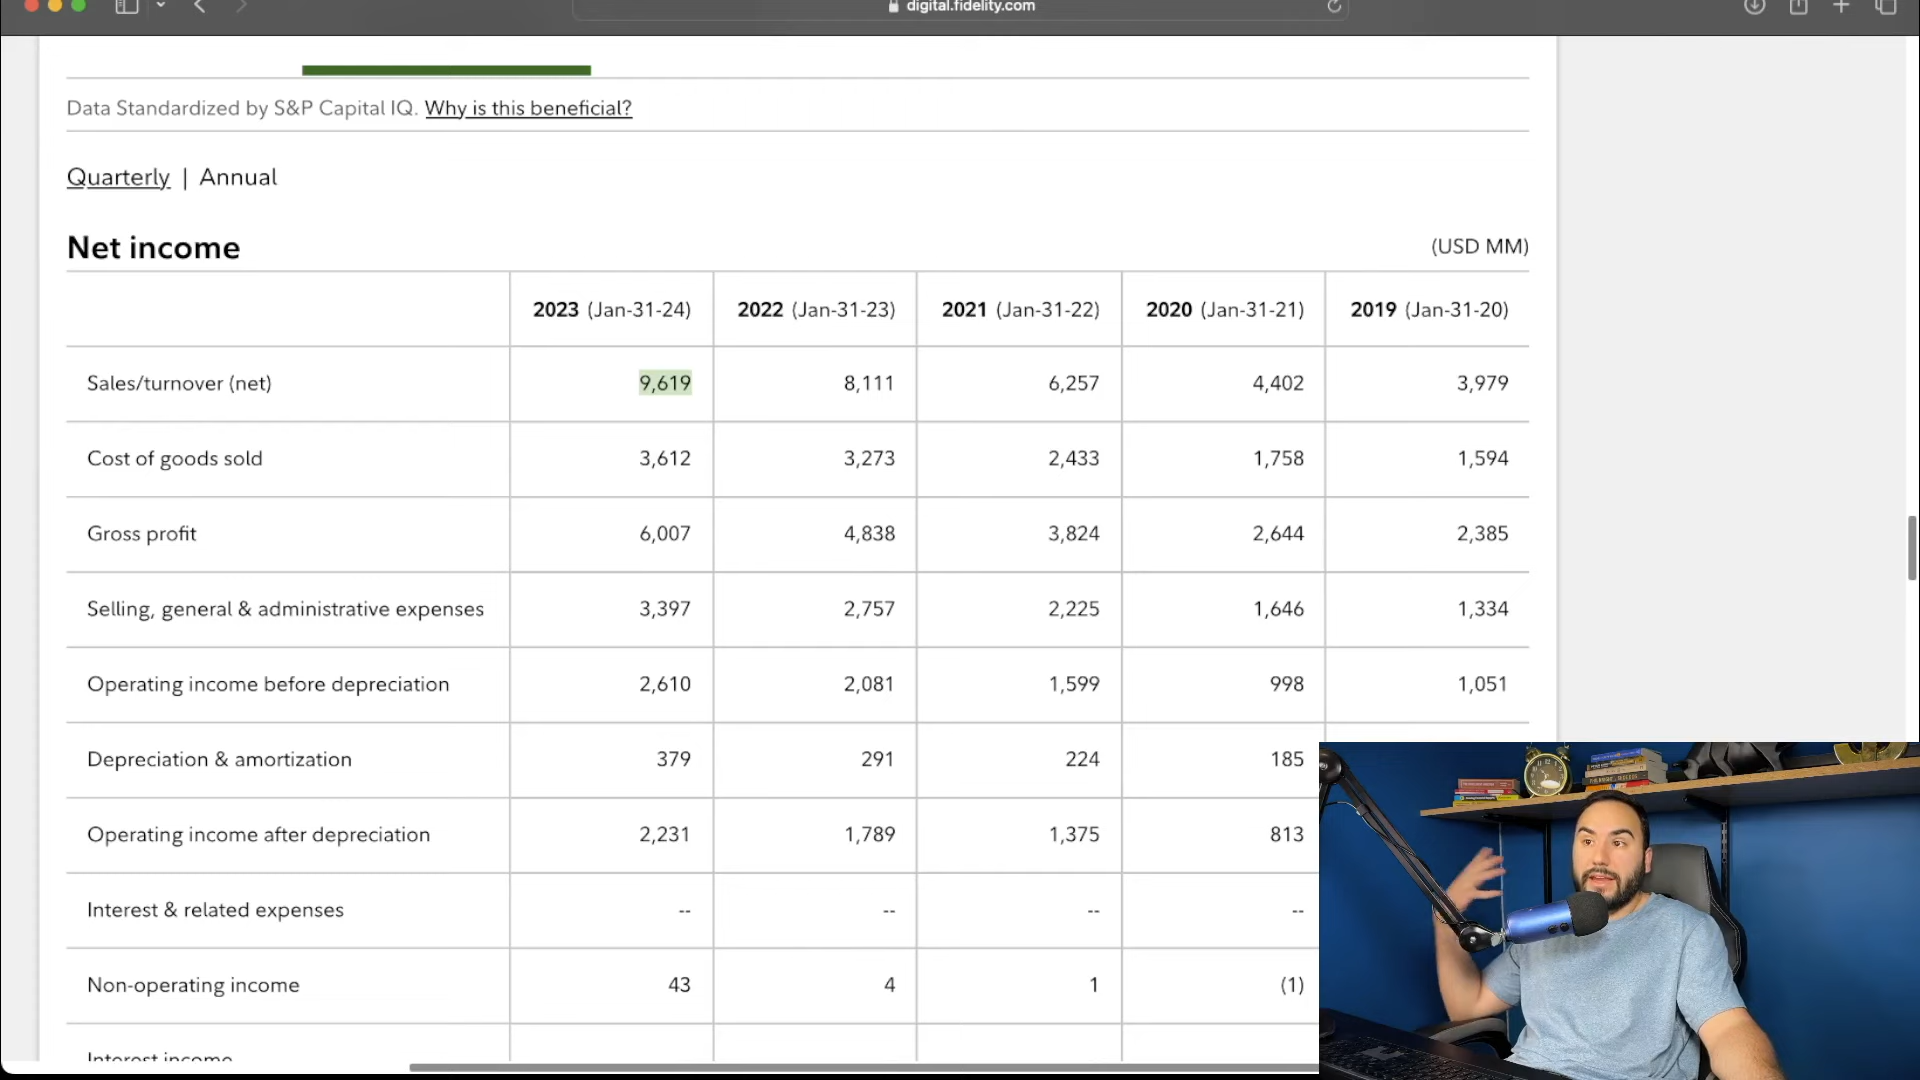 digital.fidelity.com
Data Standardized by S&P Capital IQ. Why is this beneficial?
Quarterly | Annual
Net income (USD MM)
2023 (Jan-31-24) 2022 (Jan-31-23) 2021 (Jan-31-22) 2020 (Jan-31-21) 2019 (Jan-31-20)
Sales/turnover (net) 9,619 8,111 6,257 4,402 3,979
Cost of goods sold 3,612 3,273 2,433 1,758 1,594
Gross profit 6,007 4,838 3,824 2,644 2,385
Selling, general & administrative expenses 3,397 2,757 2,225 1,646 1,334
Operating income before depreciation 2,610 2,081 1,599 998 1,051
Depreciation & amortization 379 291 224 185
Operating income after depreciation 2,231 1,789 1,375 813
Interest & related expenses -- -- -- --
Non-operating income 43 4 1 (1)
Interest income